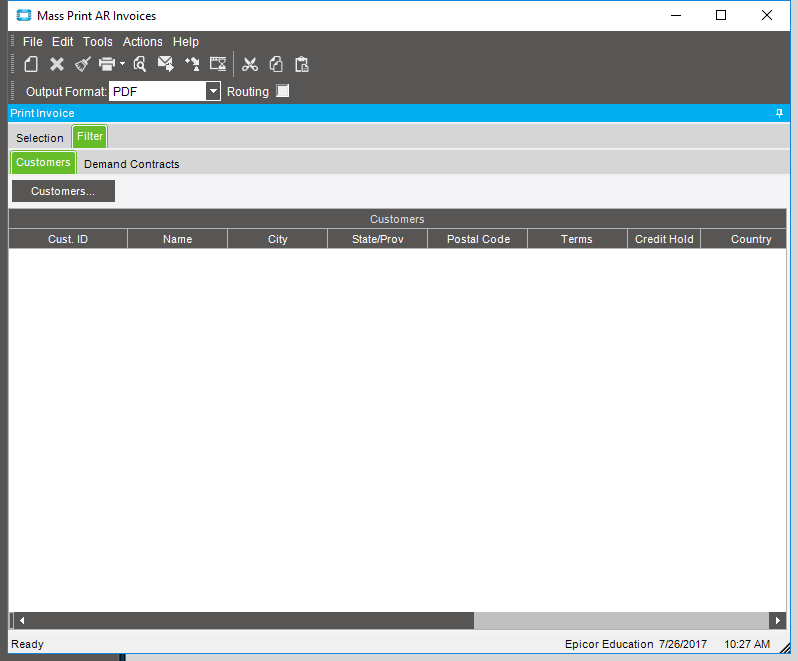 Mass Print AR Invoices
File Edit Tools Actions Help
Output Format: PDF Routing
Print Invoice
Selection Filter
Customers Demand Contracts
Customers...
Customers
Cust. ID Name City State/Prov Postal Code Terms Credit Hold Country
Ready Epicor Education 7/26/2017 10:27 AM